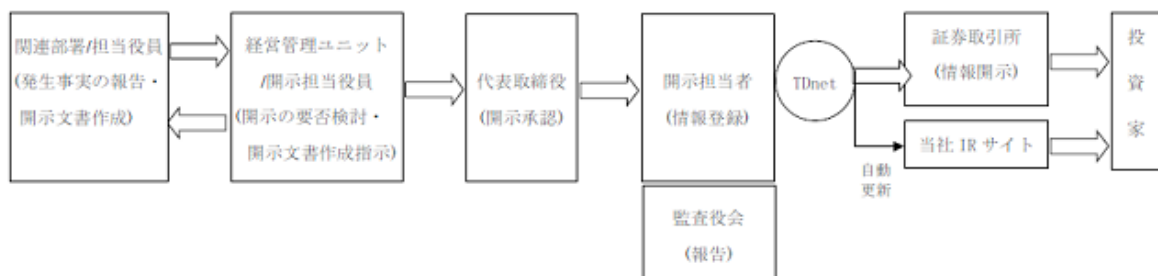 関連部署/担当役員
(発生事実の報告・
開示文書作成)
経営管理ユニット
/開示担当役員
(開示の要否検討・
開示文書作成指示)
代表取締役
(開示承認)
開示担当者
(情報登録)
監査役会
(報告)
TDnet
自動
更新
証券取引所
(情報開示)
当社 IR サイト
投
資
家